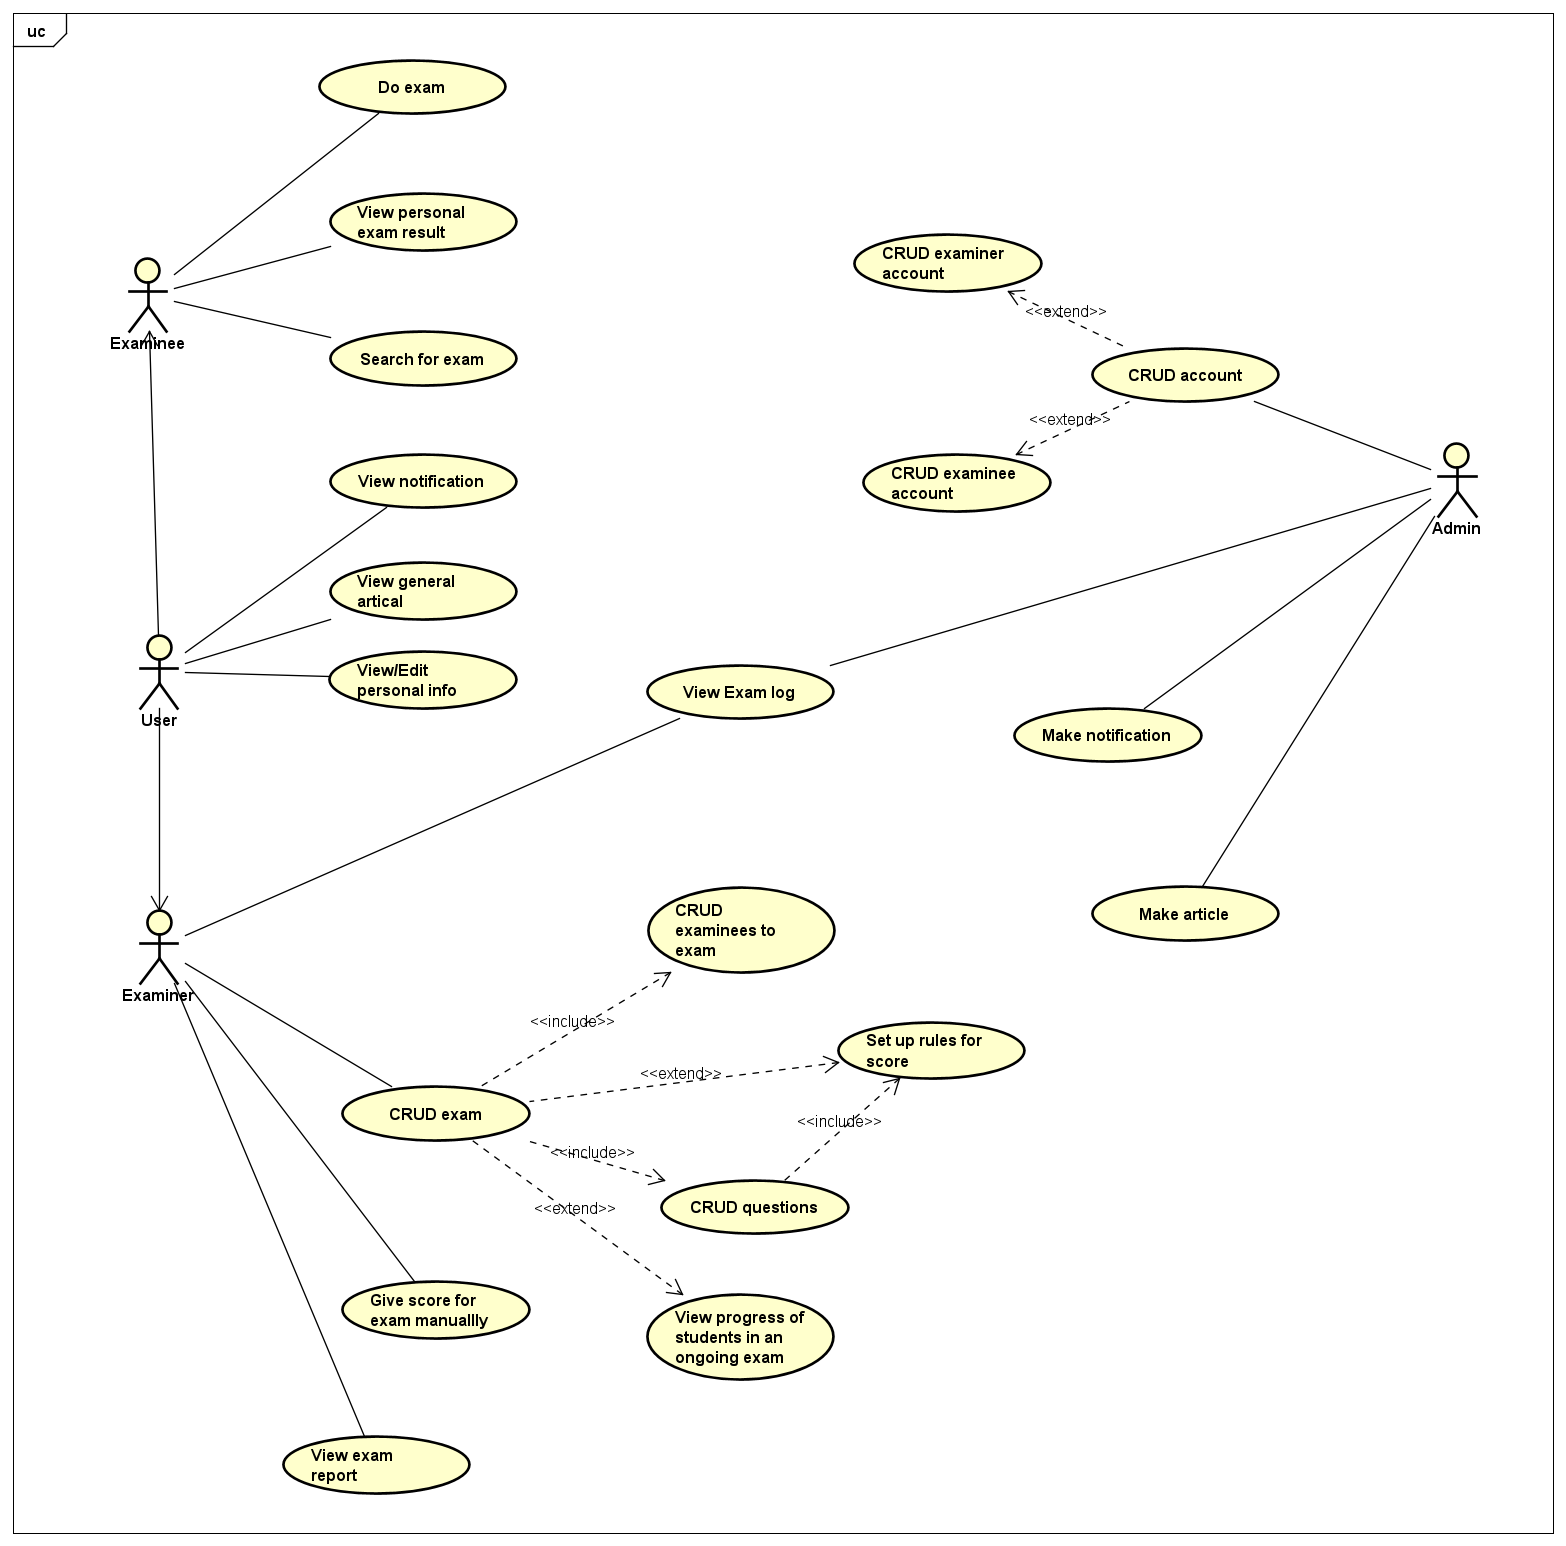 uc
Do exam
View personal
exam result
CRUD examiner
account
<<extend>>
Examinee
Search for exam
CRUD account
<<extend>>
View notification
CRUD examinee
account
Admin
View general
artical
View/Edit
personal info
User
View Exam log
Make notification
CRUD
examinees to
exam
Make article
Examiner
<<include>>
Set up rules for
score
<<extend>>
CRUD exam
<<include>>
<<include>>
<<extend>>
CRUD questions
Give score for
exam manuallly
View progress of
students in an
ongoing exam
View exam
report